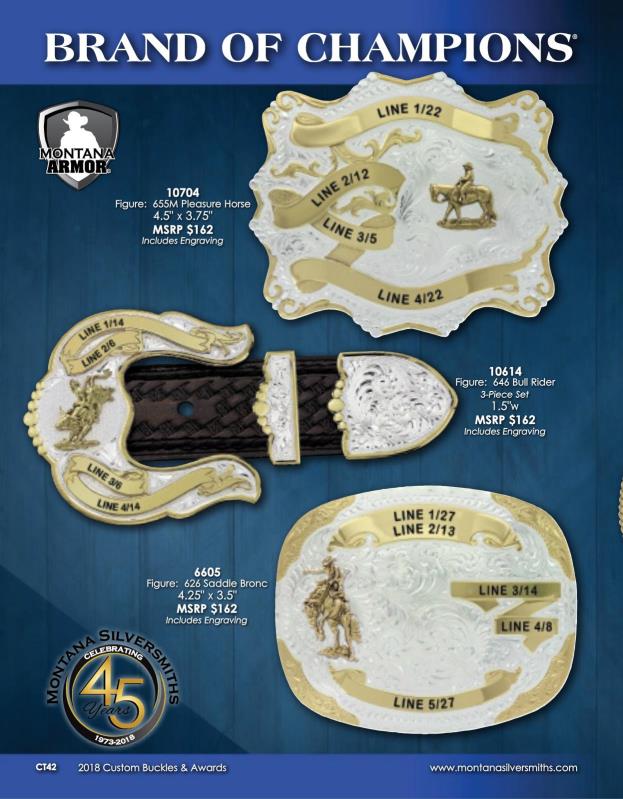 BRAND OF CHAMPIONS®
MONTANA
ARMOR®
10704
Figure: 655M Pleasure Horse
4.5" x 3.75"
MSRP $162
Includes Engraving
LINE 1/22
LINE 2/12
LINE 3/5
LINE 4/22
LINE 1/14
LINE 2/6
LINE 3/6
LINE 4/14
10614
Figure: 646 Bull Rider
3-Piece Set
1.5"w
MSRP $162
Includes Engraving
6605
Figure: 626 Saddle Bronc
4.25" x 3.5"
MSRP $162
Includes Engraving
LINE 1/27
LINE 2/13
LINE 3/14
LINE 4/8
LINE 5/27
MONTANA SILVERSMITHS
CELEBRATING
45
Years
1973-2018
CT42 2018 Custom Buckles & Awards www.montanasilversmiths.com